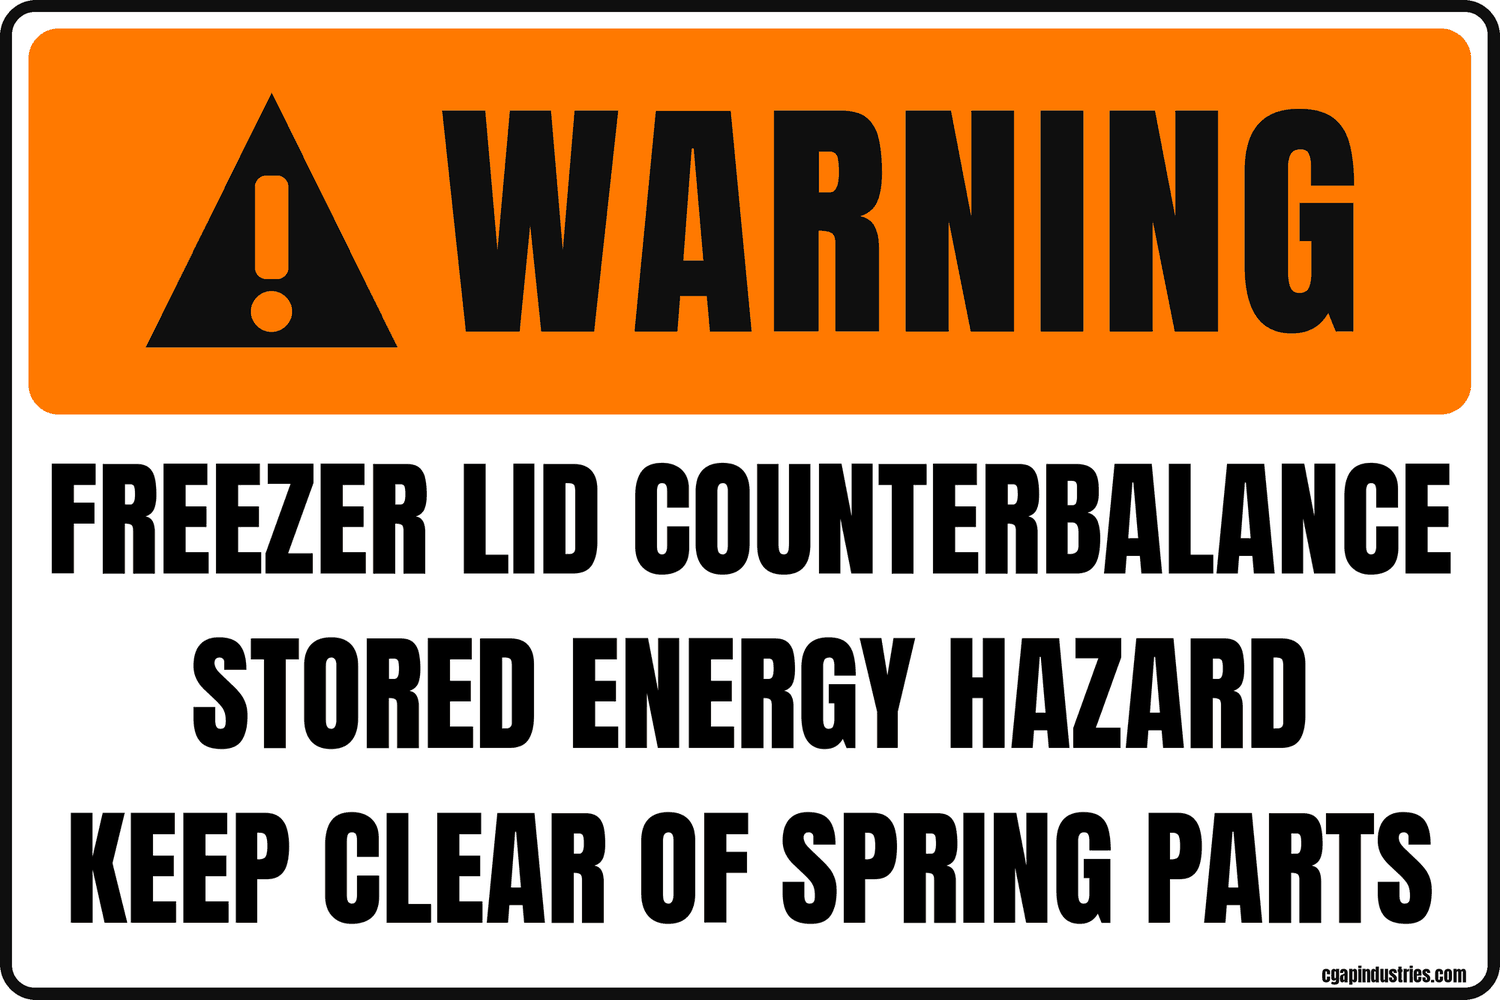 WARNING
FREEZER LID COUNTERBALANCE
STORED ENERGY HAZARD
KEEP CLEAR OF SPRING PARTS
cgapindustries.com